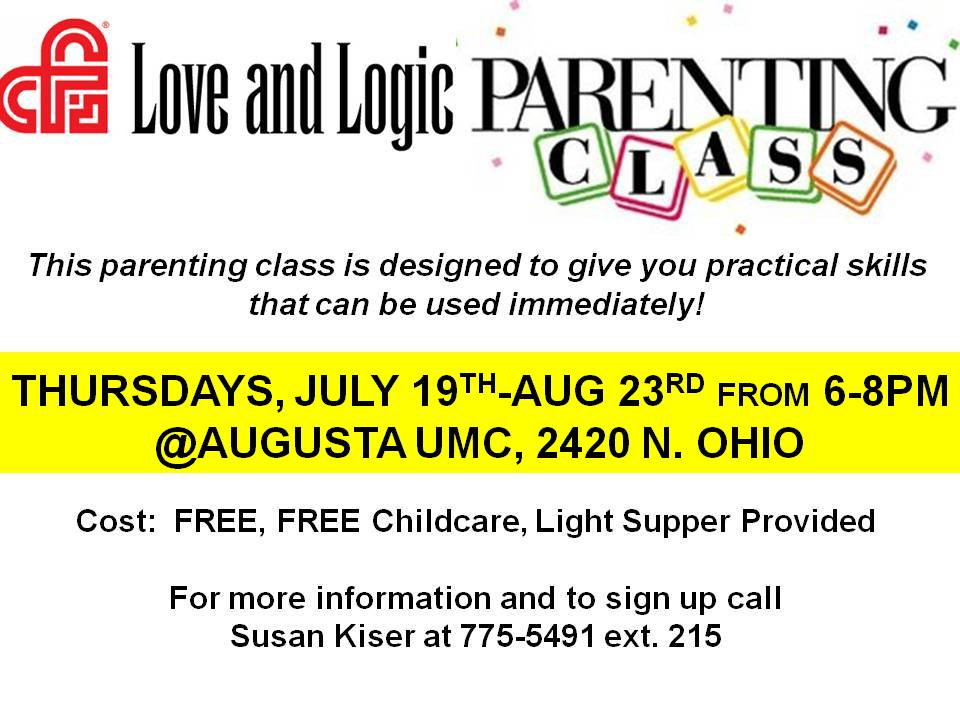 Love and Logic PARENTING
CLASS
This parenting class is designed to give you practical skills
that can be used immediately!
THURSDAYS, JULY 19TH-AUG 23RD FROM 6-8PM
@AUGUSTA UMC, 2420 N. OHIO
Cost:  FREE, FREE Childcare, Light Supper Provided
For more information and to sign up call
Susan Kiser at 775-5491 ext. 215